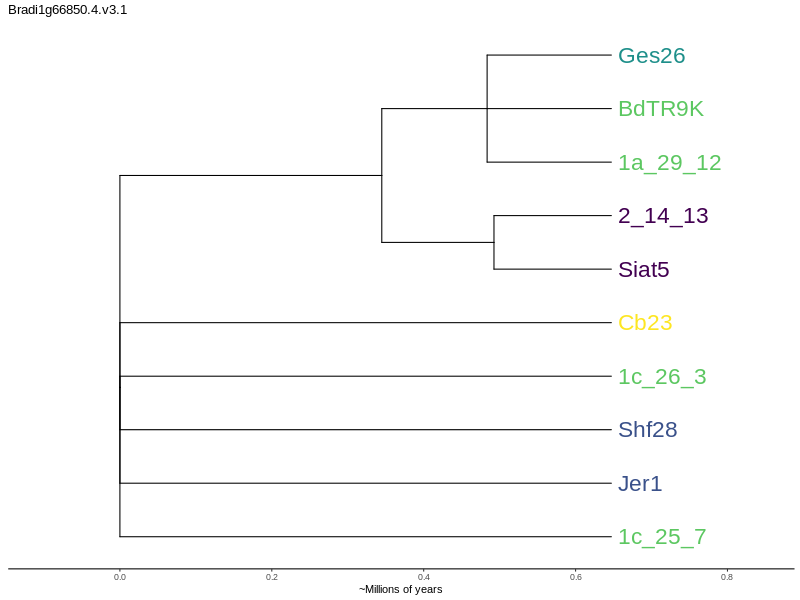 Bradi1g66850.4.v3.1
Ges26
BdTR9K
1a_29_12
2_14_13
Siat5
Cb23
1c_26_3
Shf28
Jer1
1c_25_7
0.0 0.2 0.4 0.6 0.8
~Millions of years